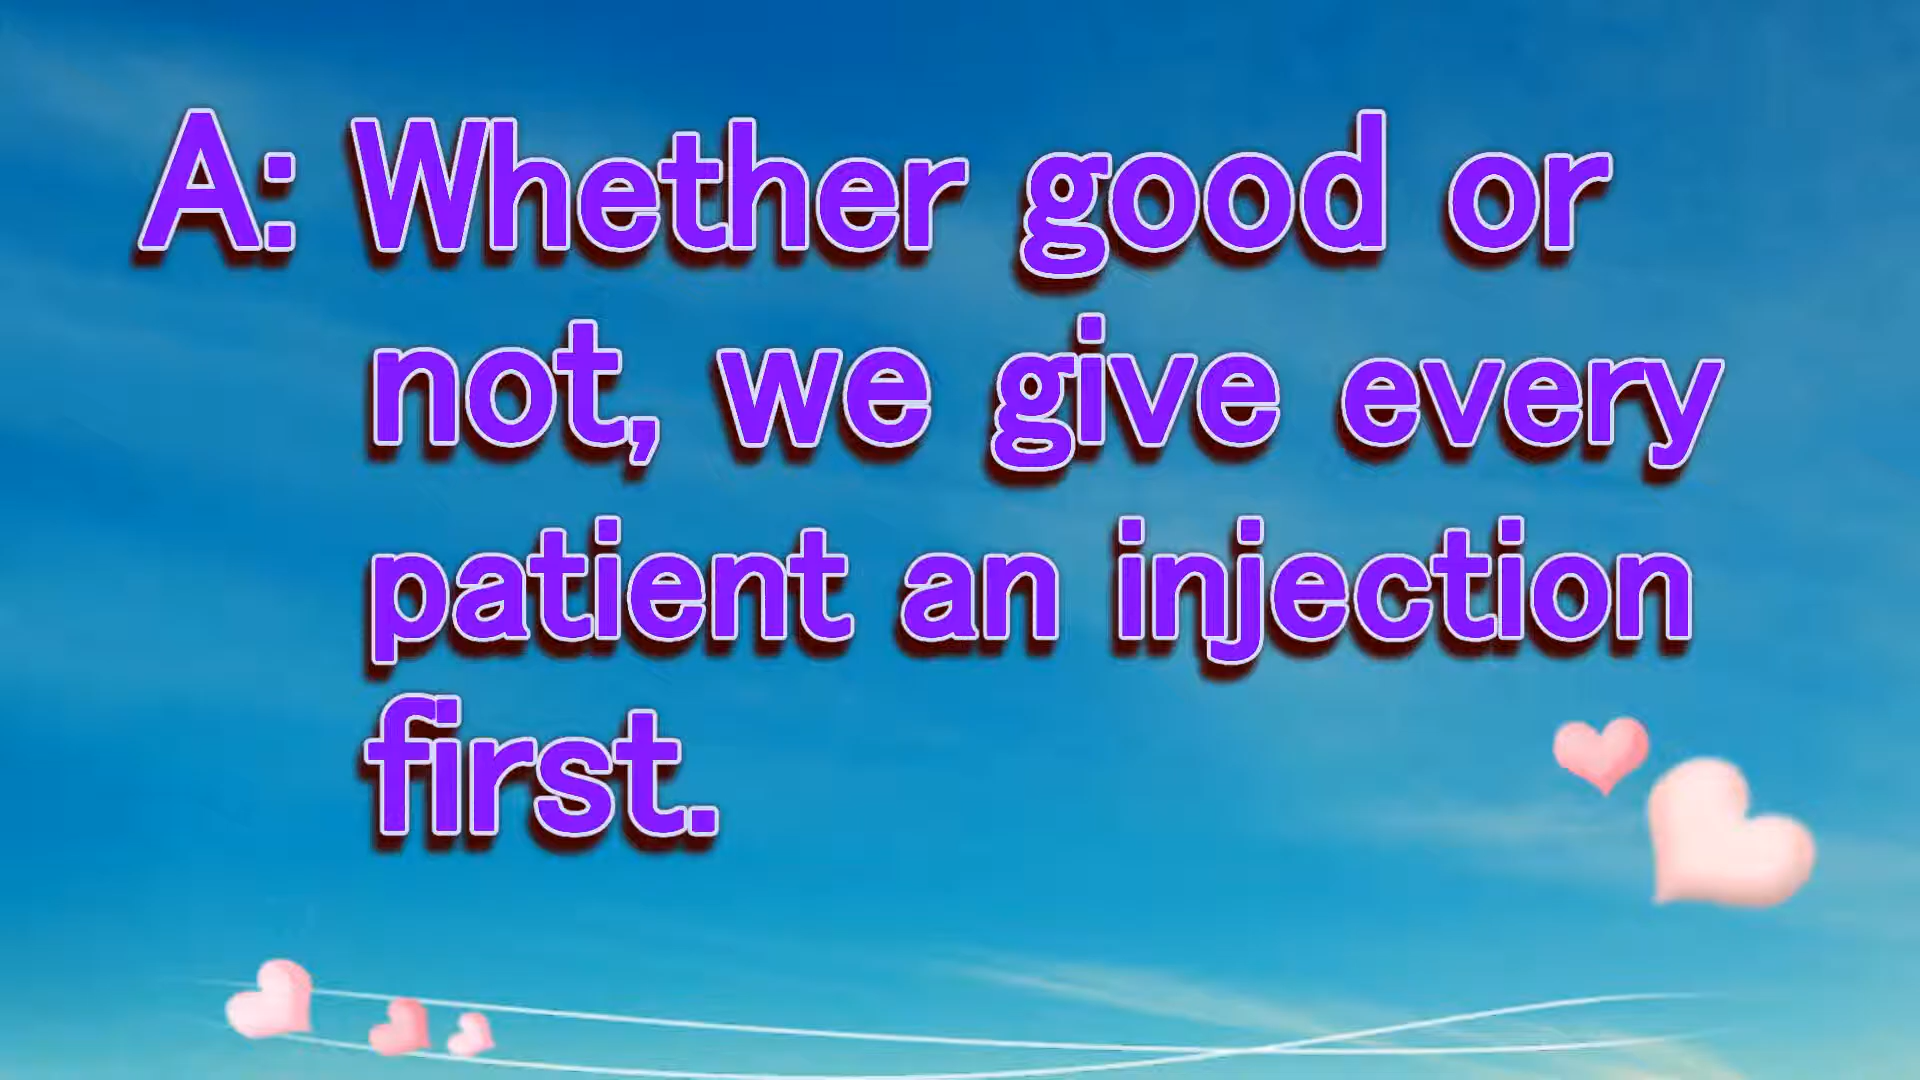 A: Whether good or
not, we give every
patient an injection
first.